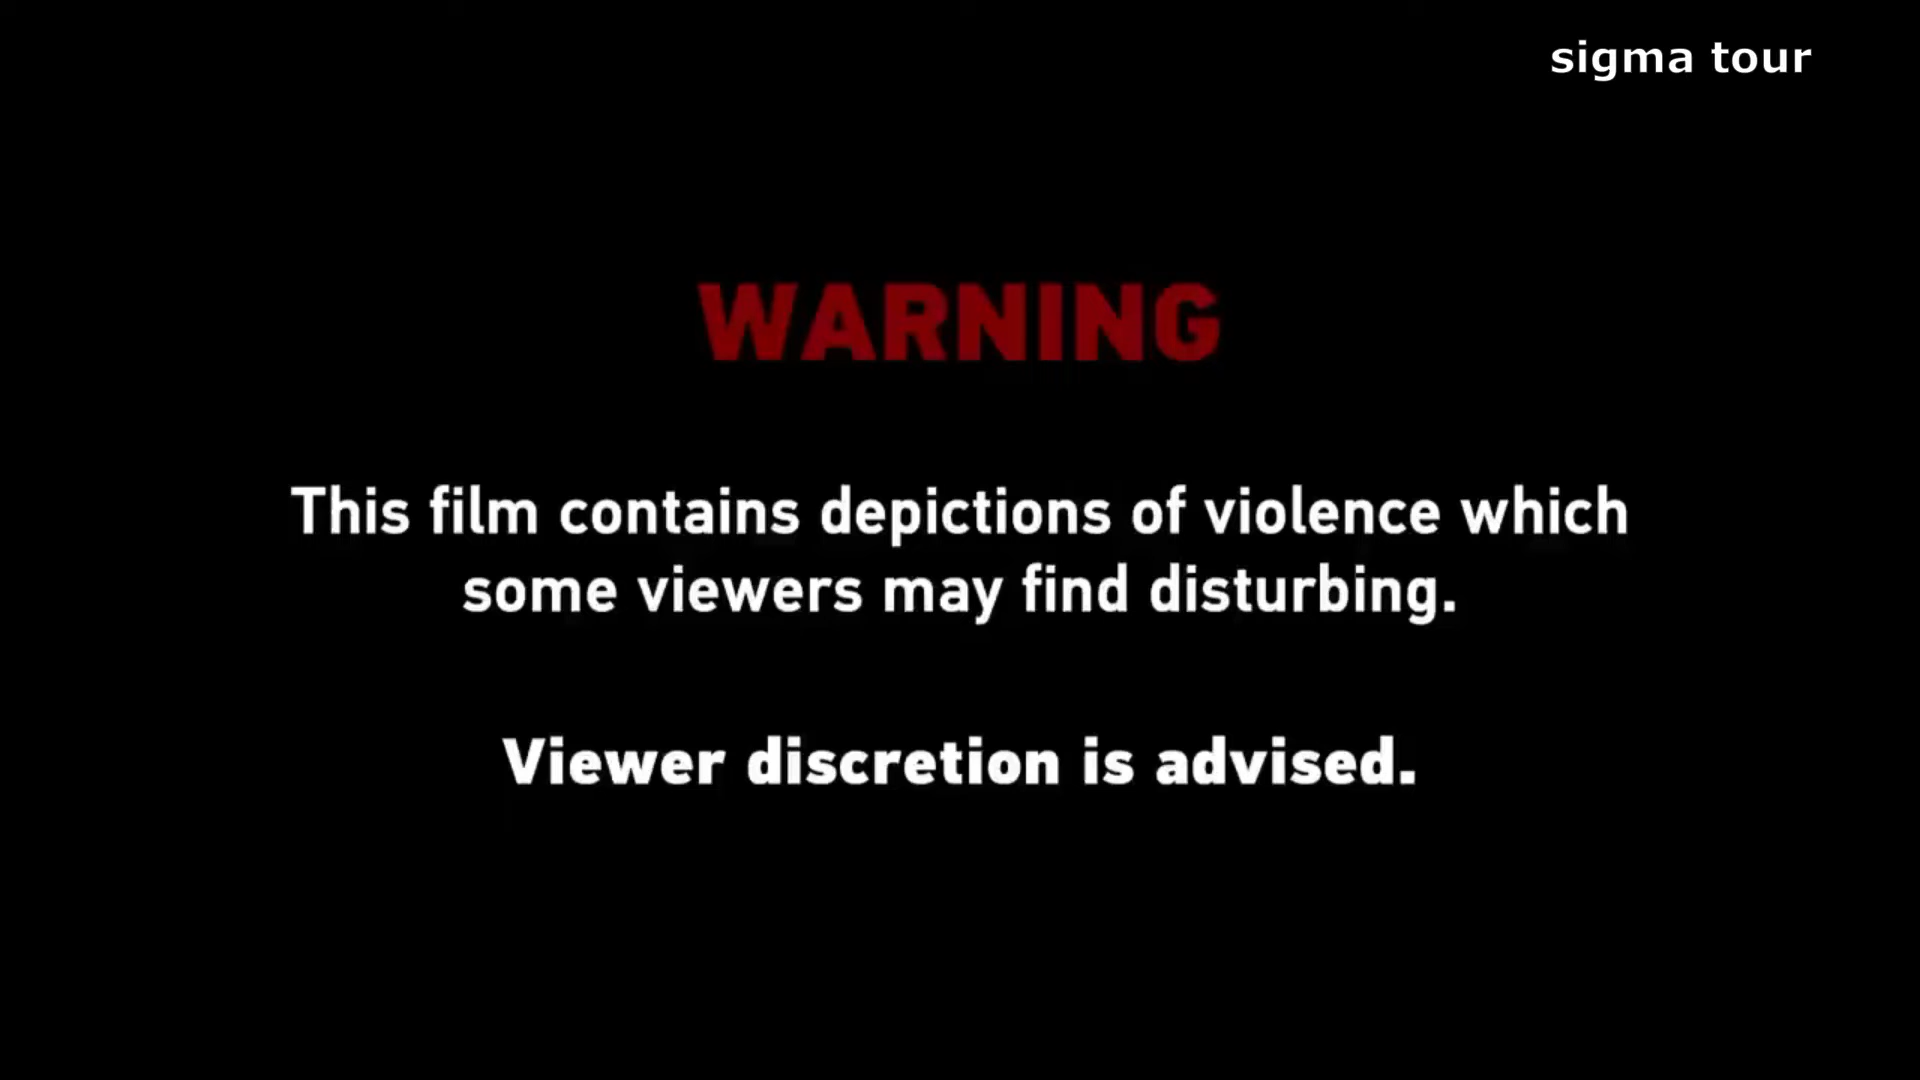 sigma tour
WARNING
This film contains depictions of violence which
some viewers may find disturbing.
Viewer discretion is advised.